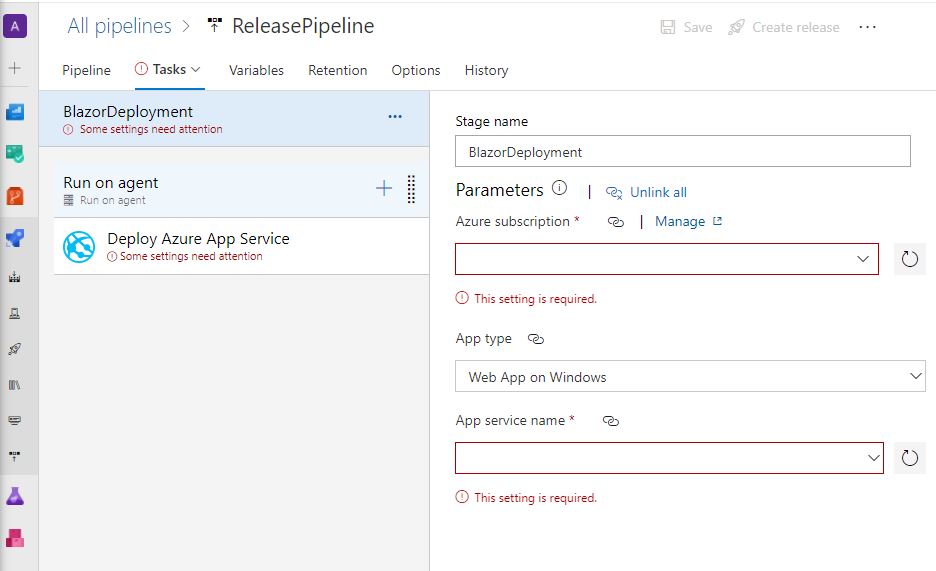 A
All pipelines > ReleasePipeline
Save Create release ...
Pipeline Tasks Variables Retention Options History
BlazorDeployment
Some settings need attention
...
Run on agent
Run on agent
Deploy Azure App Service
Some settings need attention
Stage name
BlazorDeployment
Parameters | Unlink all
Azure subscription * | Manage
This setting is required.
App type
Web App on Windows
App service name *
This setting is required.